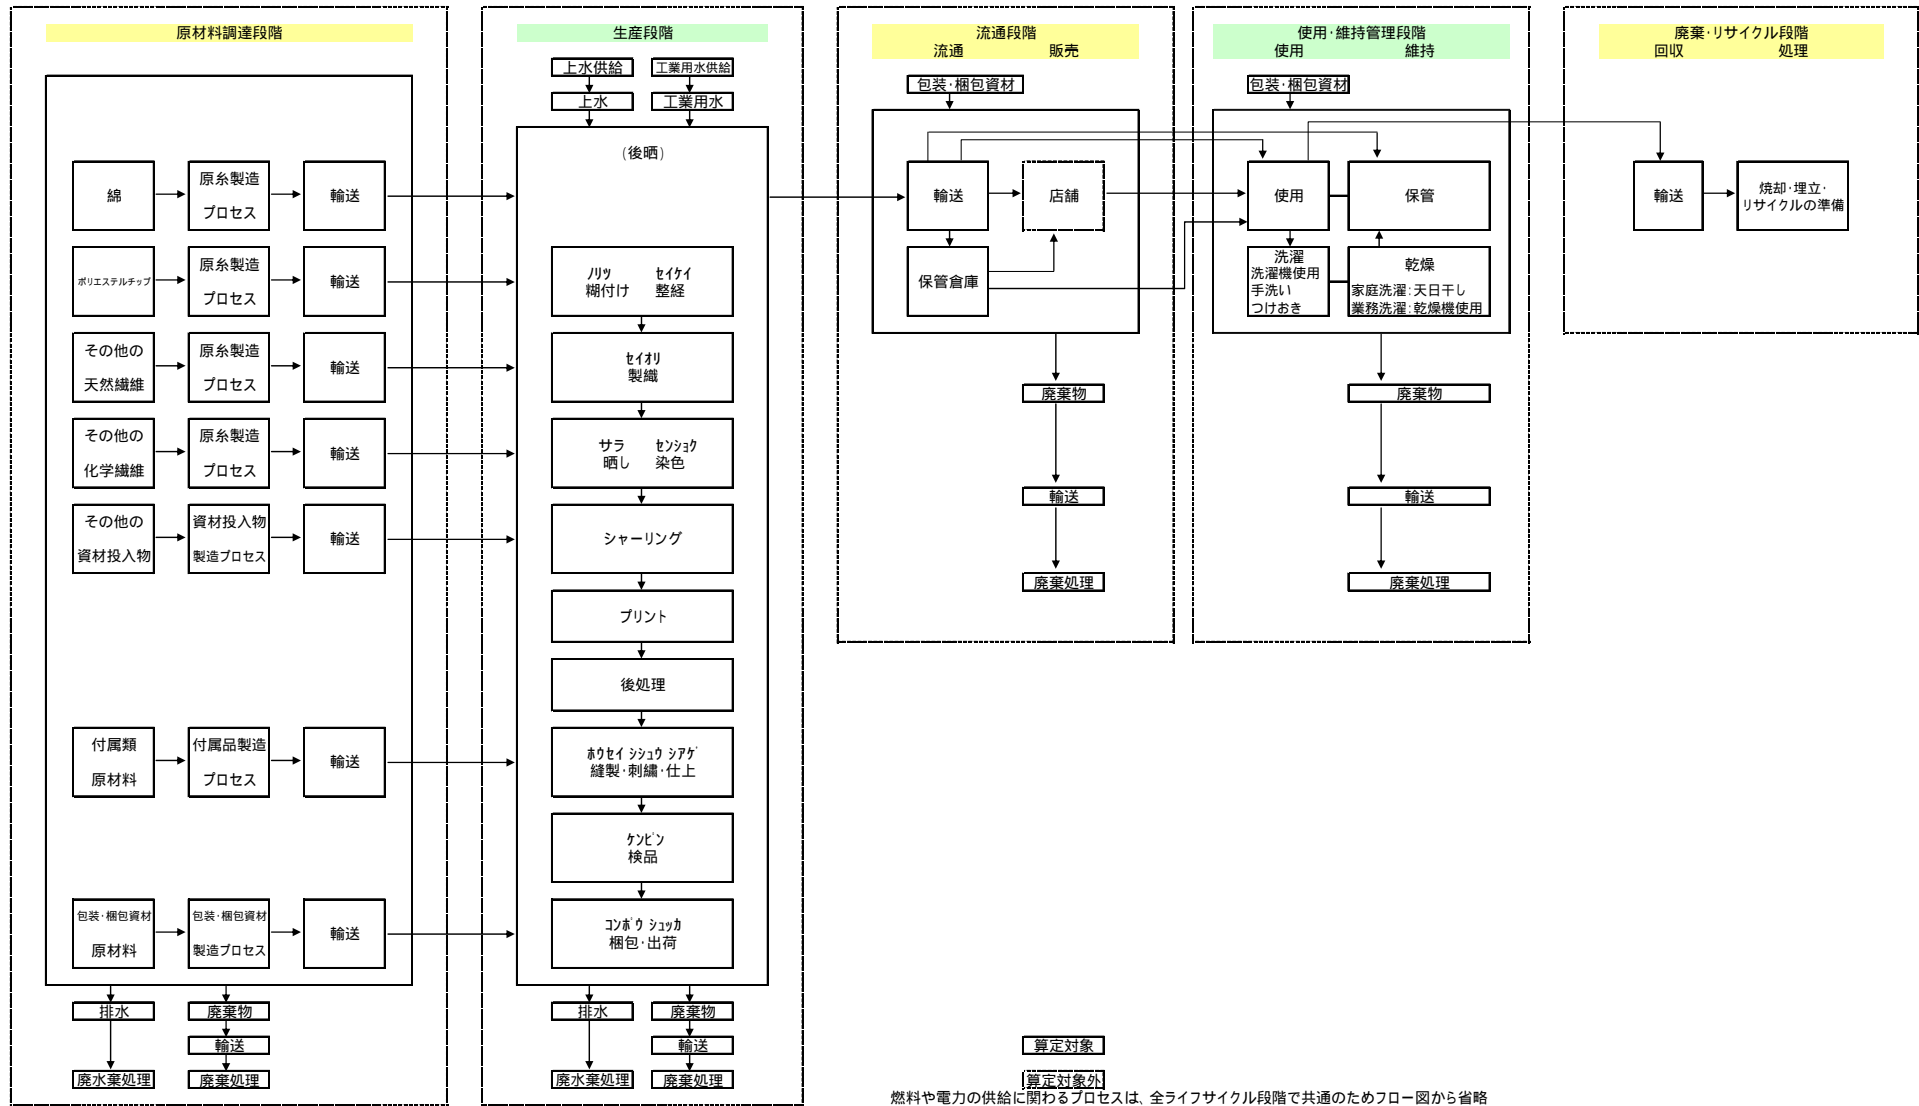 原材料調達段階
綿
原糸製造
プロセス
輸送
ポリエステルチップ
原糸製造
プロセス
輸送
その他の
天然繊維
原糸製造
プロセス
輸送
その他の
化学繊維
原糸製造
プロセス
輸送
その他の
資材投入物
資材投入物
製造プロセス
輸送
付属類
原材料
付属品製造
プロセス
輸送
包装・梱包資材
原材料
包装・梱包資材
製造プロセス
輸送
排水
廃水棄処理
廃棄物
輸送
廃棄処理
生産段階
上水供給
工業用水供給
上水
工業用水
(後晒)
ノリツ セイケイ
糊付け 整経
セイオリ
製織
サラ センショク
晒し 染色
シャーリング
プリント
後処理
ホウセイ シシュウ シアゲ
縫製・刺繍・仕上
ケンピン
検品
コンポウ シュッカ
梱包・出荷
排水
廃水棄処理
廃棄物
輸送
廃棄処理
流通段階
流通 販売
包装・梱包資材
輸送
店舗
保管倉庫
廃棄物
輸送
廃棄処理
使用・維持管理段階
使用 維持
包装・梱包資材
使用
保管
洗濯
洗濯機使用
手洗い
つけおき
乾燥
家庭洗濯：天日干し
業務洗濯：乾燥機使用
廃棄物
輸送
廃棄処理
廃棄・リサイクル段階
回収 処理
輸送
焼却・埋立・
リサイクルの準備
算定対象
算定対象外
燃料や電力の供給に関わるプロセスは、全ライフサイクル段階で共通のためフロー図から省略